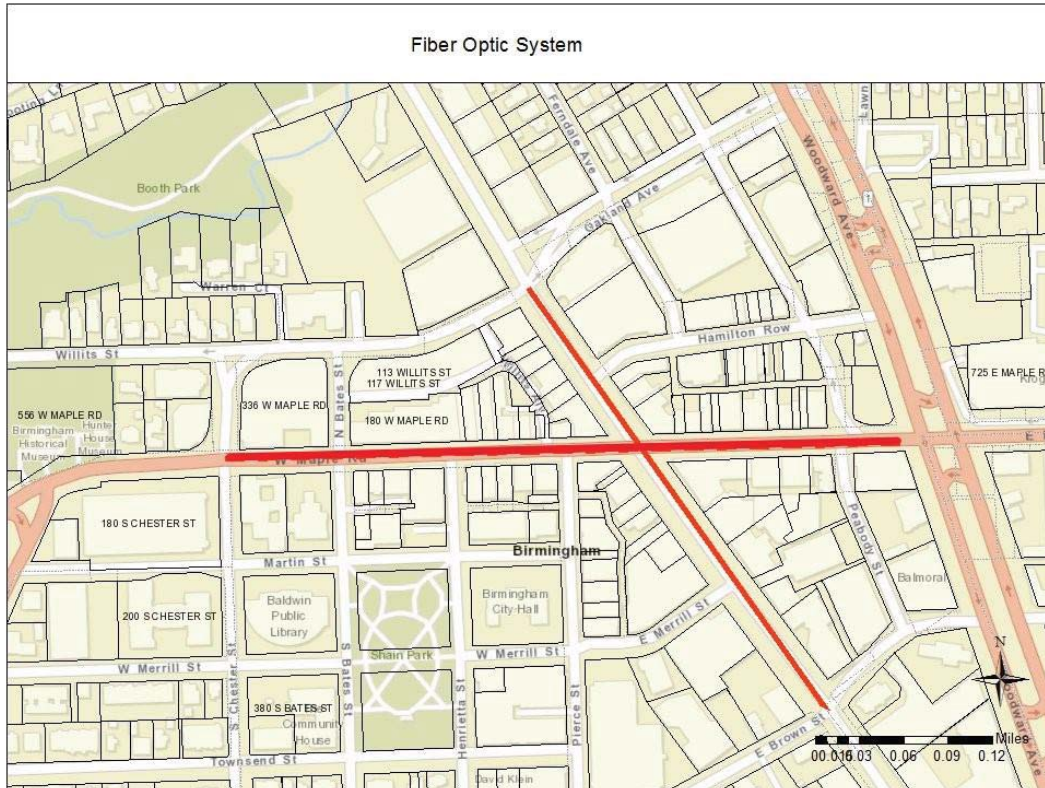 Fiber Optic System
Ferndale Ave
Lawn
Woodward Ave
1
Booth Park
Oakland Ave
Warren Ct
Hamilton Row
Willits St
113 WILLITS ST
117 WILLITS ST
725 E MAPLE R
Krog
556 W MAPLE RD
336 W MAPLE RD
N Bates St
180 W MAPLE RD
Birmingham
Historical
Museum
Hunter
House
Museum
W Maple Rd
E
180 S CHESTER ST
Peabody St
Birmingham
Martin St
Balmoral
200 S CHESTER ST
Baldwin
Public
Library
Birmingham
City Hall
E Merrill St
W Merrill St
Shain Park
W Merrill St
N
S Chester St
S Bates St
Henrietta St
Pierce St
380 S BATES ST
Community
House
E Brown St
Woodward Ave
Miles
0.03
0.06
0.09
0.12
Townsend St
David Klein